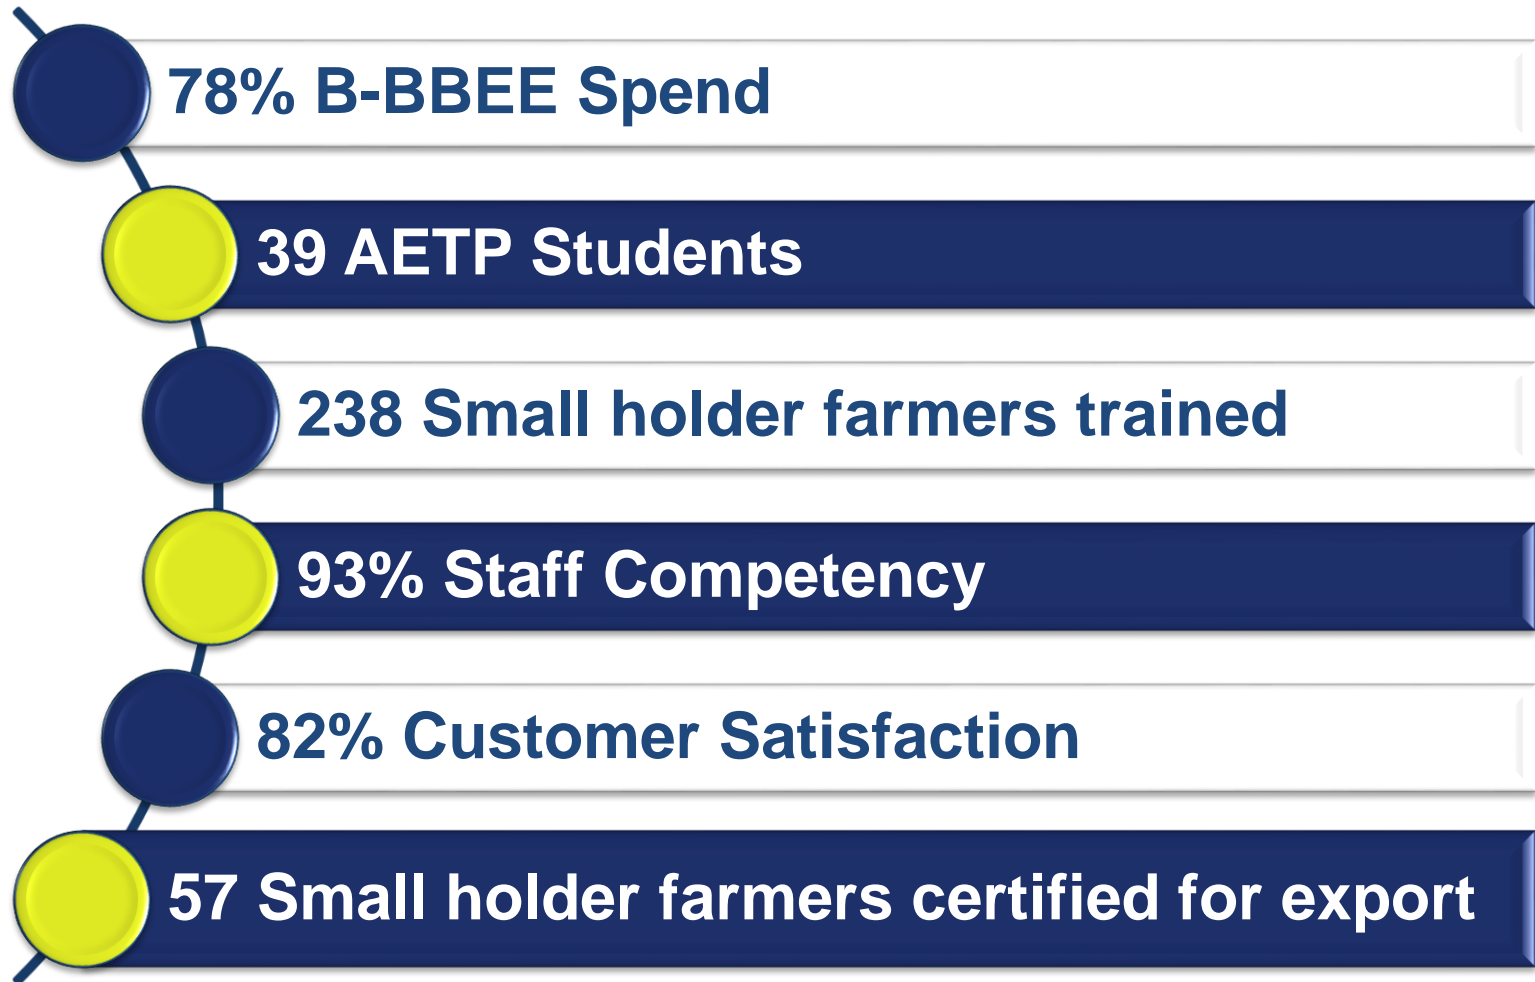 78% B-BBEE Spend
39 AETP Students
238 Small holder farmers trained
93% Staff Competency
82% Customer Satisfaction
57 Small holder farmers certified for export